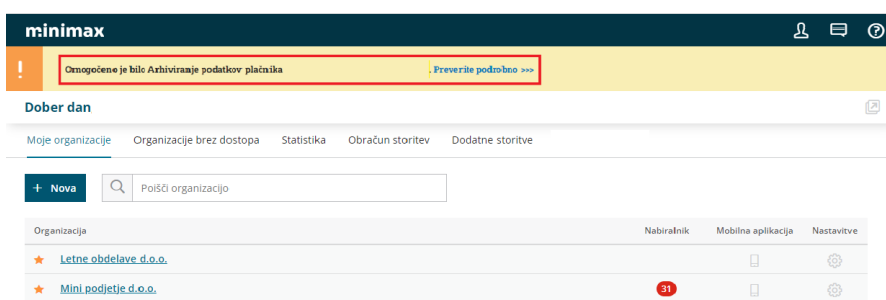 minimax
!
Omogočeno je bilo Arhiviranje podatkov plačnika . Preverite podrobno >>>
Dober dan
Moje organizacije Organizacije brez dostopa Statistika Obračun storitev Dodatne storitve
+ Nova Poišči organizacijo
Organizacija Nabiralnik Mobilna aplikacija Nastavitve
Letne obdelave d.o.o.
Mini podjetje d.o.o. 31